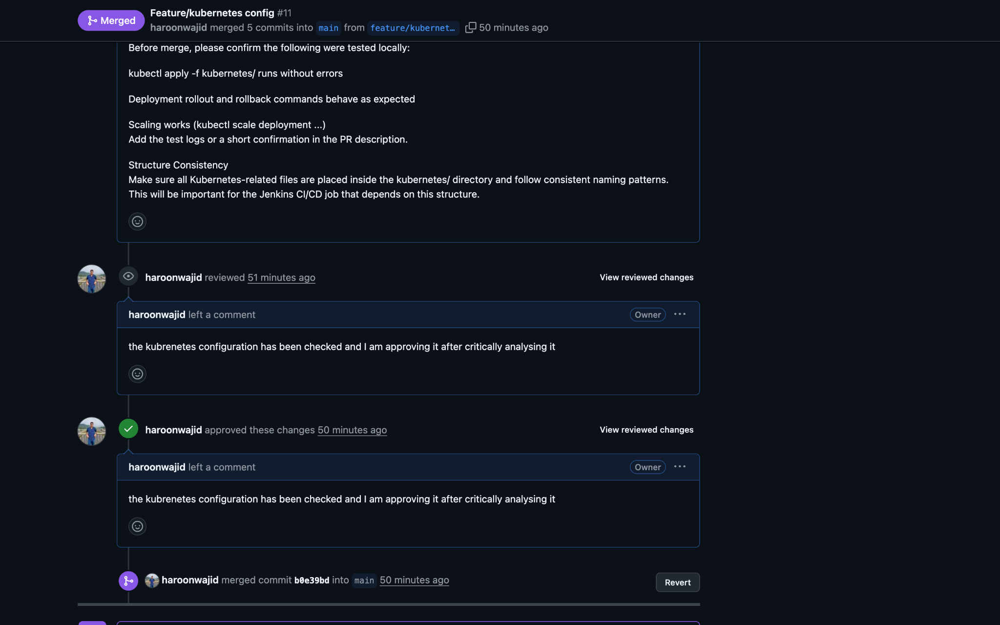 Merged
Feature/kubernetes config #11
haroonwajid merged 5 commits into main from feature/kubernet… 50 minutes ago
Before merge, please confirm the following were tested locally:
kubectl apply -f kubernetes/ runs without errors
Deployment rollout and rollback commands behave as expected
Scaling works (kubectl scale deployment ...)
Add the test logs or a short confirmation in the PR description.
Structure Consistency
Make sure all Kubernetes-related files are placed inside the kubernetes/ directory and follow consistent naming patterns.
This will be important for the Jenkins CI/CD job that depends on this structure.
haroonwajid reviewed 51 minutes ago View reviewed changes
haroonwajid left a comment Owner
the kubrenetes configuration has been checked and I am approving it after critically analysing it
haroonwajid approved these changes 50 minutes ago View reviewed changes
haroonwajid left a comment Owner
the kubrenetes configuration has been checked and I am approving it after critically analysing it
haroonwajid merged commit b0e39bd into main 50 minutes ago Revert